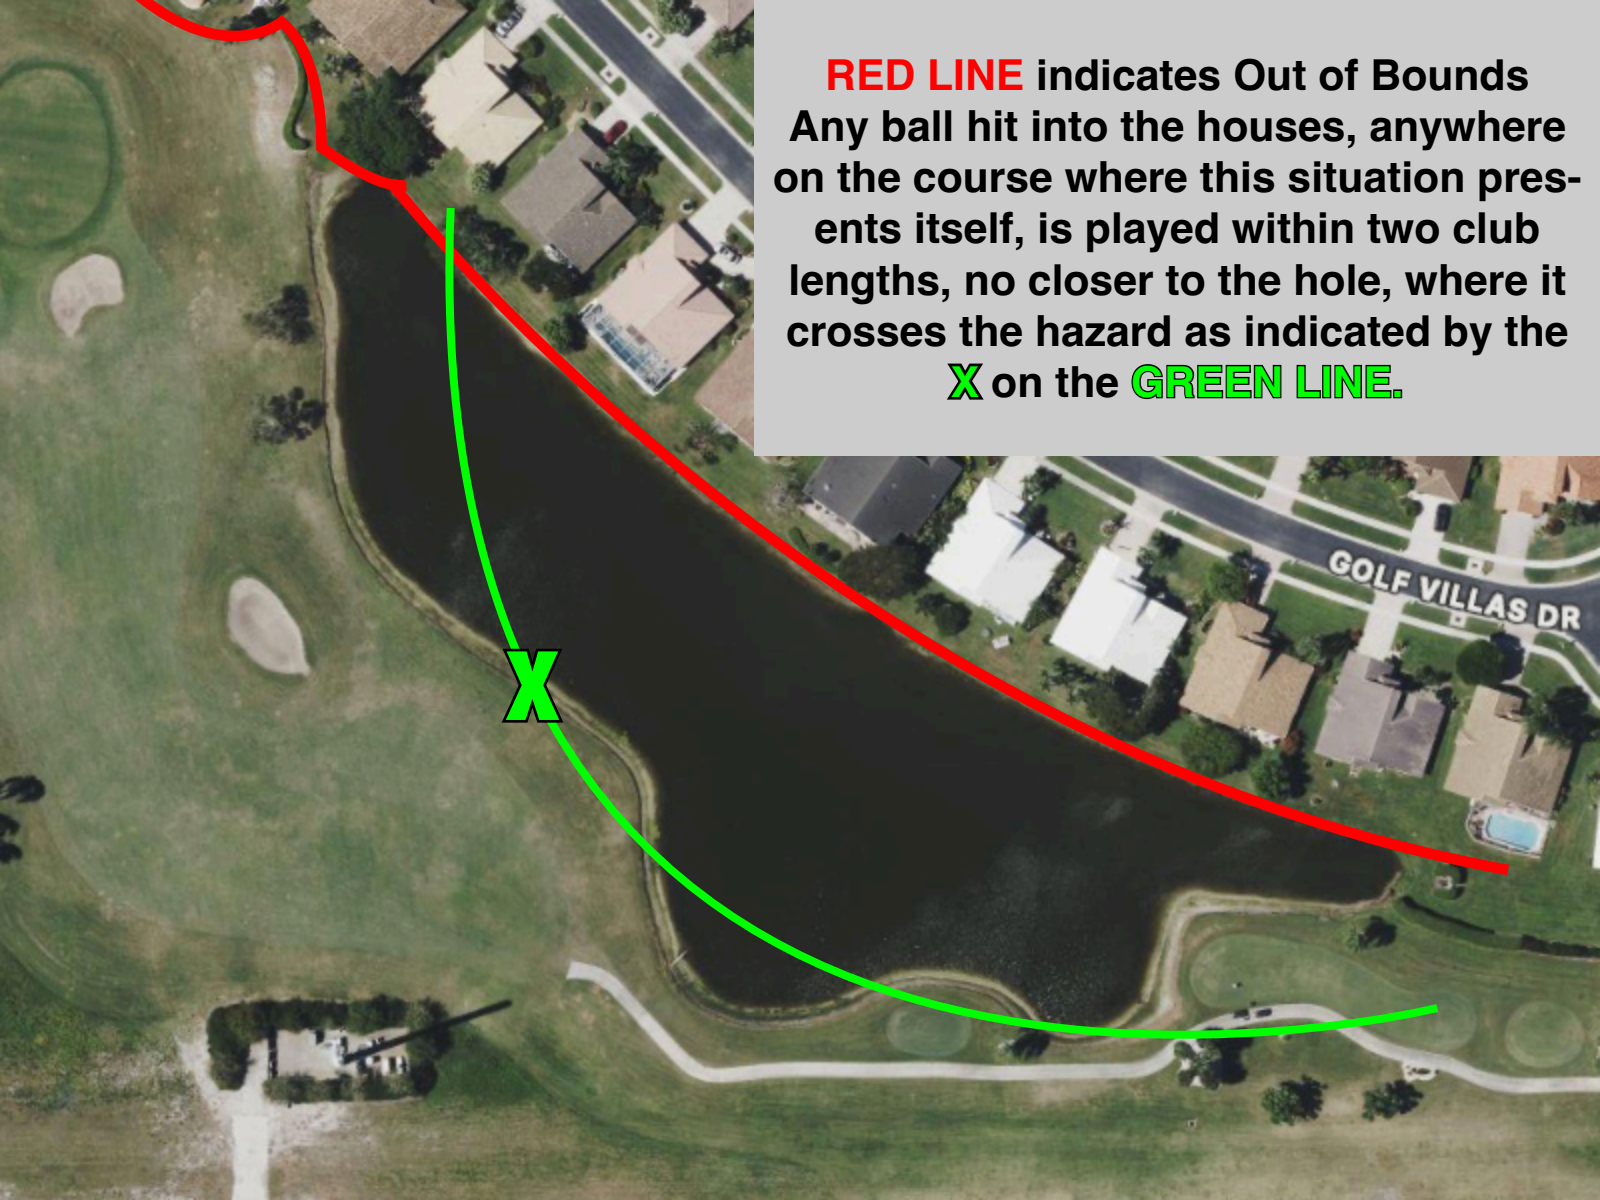 RED LINE indicates Out of Bounds
Any ball hit into the houses, anywhere
on the course where this situation pres-
ents itself, is played within two club
lengths, no closer to the hole, where it
crosses the hazard as indicated by the
X on the GREEN LINE.
GOLF VILLAS DR
X